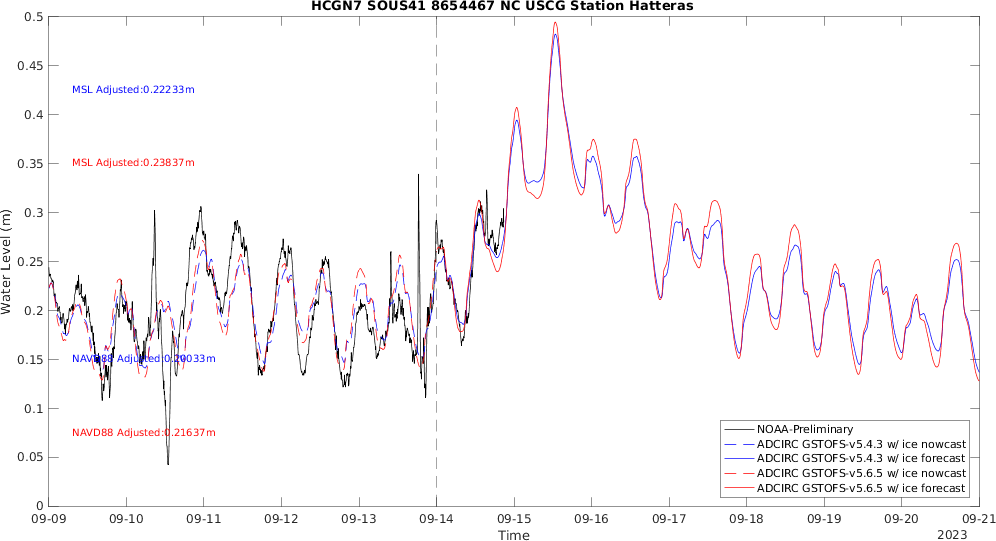 HCGN7 SOUS41 8654467 NC USCG Station Hatteras
0.5
0.45
0.4
0.35
0.3
0.25
0.2
0.15
0.1
0.05
0
Water Level (m)
MSL Adjusted:0.22233m
MSL Adjusted:0.23837m
NAVD88 Adjusted:0.20033m
NAVD88 Adjusted:0.21637m
NOAA-Preliminary
ADCIRC GSTOFS-v5.4.3 w/ ice nowcast
ADCIRC GSTOFS-v5.4.3 w/ ice forecast
ADCIRC GSTOFS-v5.6.5 w/ ice nowcast
ADCIRC GSTOFS-v5.6.5 w/ ice forecast
09-09 09-10 09-11 09-12 09-13 09-14 09-15 09-16 09-17 09-18 09-19 09-20 09-21
Time
2023